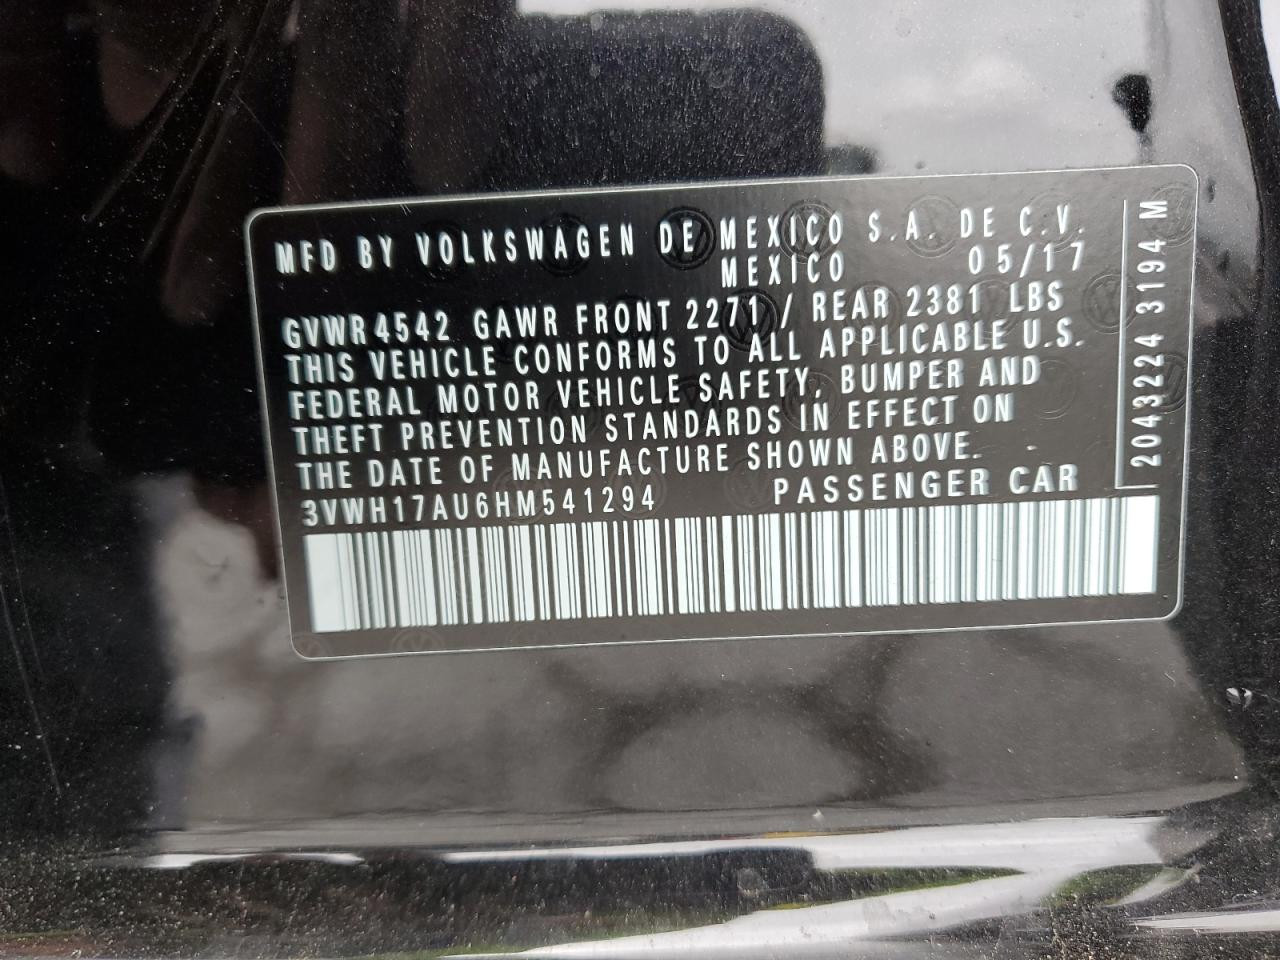 MFD BY VOLKSWAGEN DE MEXICO S.A. DE C.V.
MEXICO 05/17
GVWR 4542 GAWR FRONT 2271 / REAR 2381 LBS
THIS VEHICLE CONFORMS TO ALL APPLICABLE U.S.
FEDERAL MOTOR VEHICLE SAFETY, BUMPER AND
THEFT PREVENTION STANDARDS IN EFFECT ON
THE DATE OF MANUFACTURE SHOWN ABOVE.
3VWH17AU6HM541294 PASSENGER CAR
2043224 3194 M